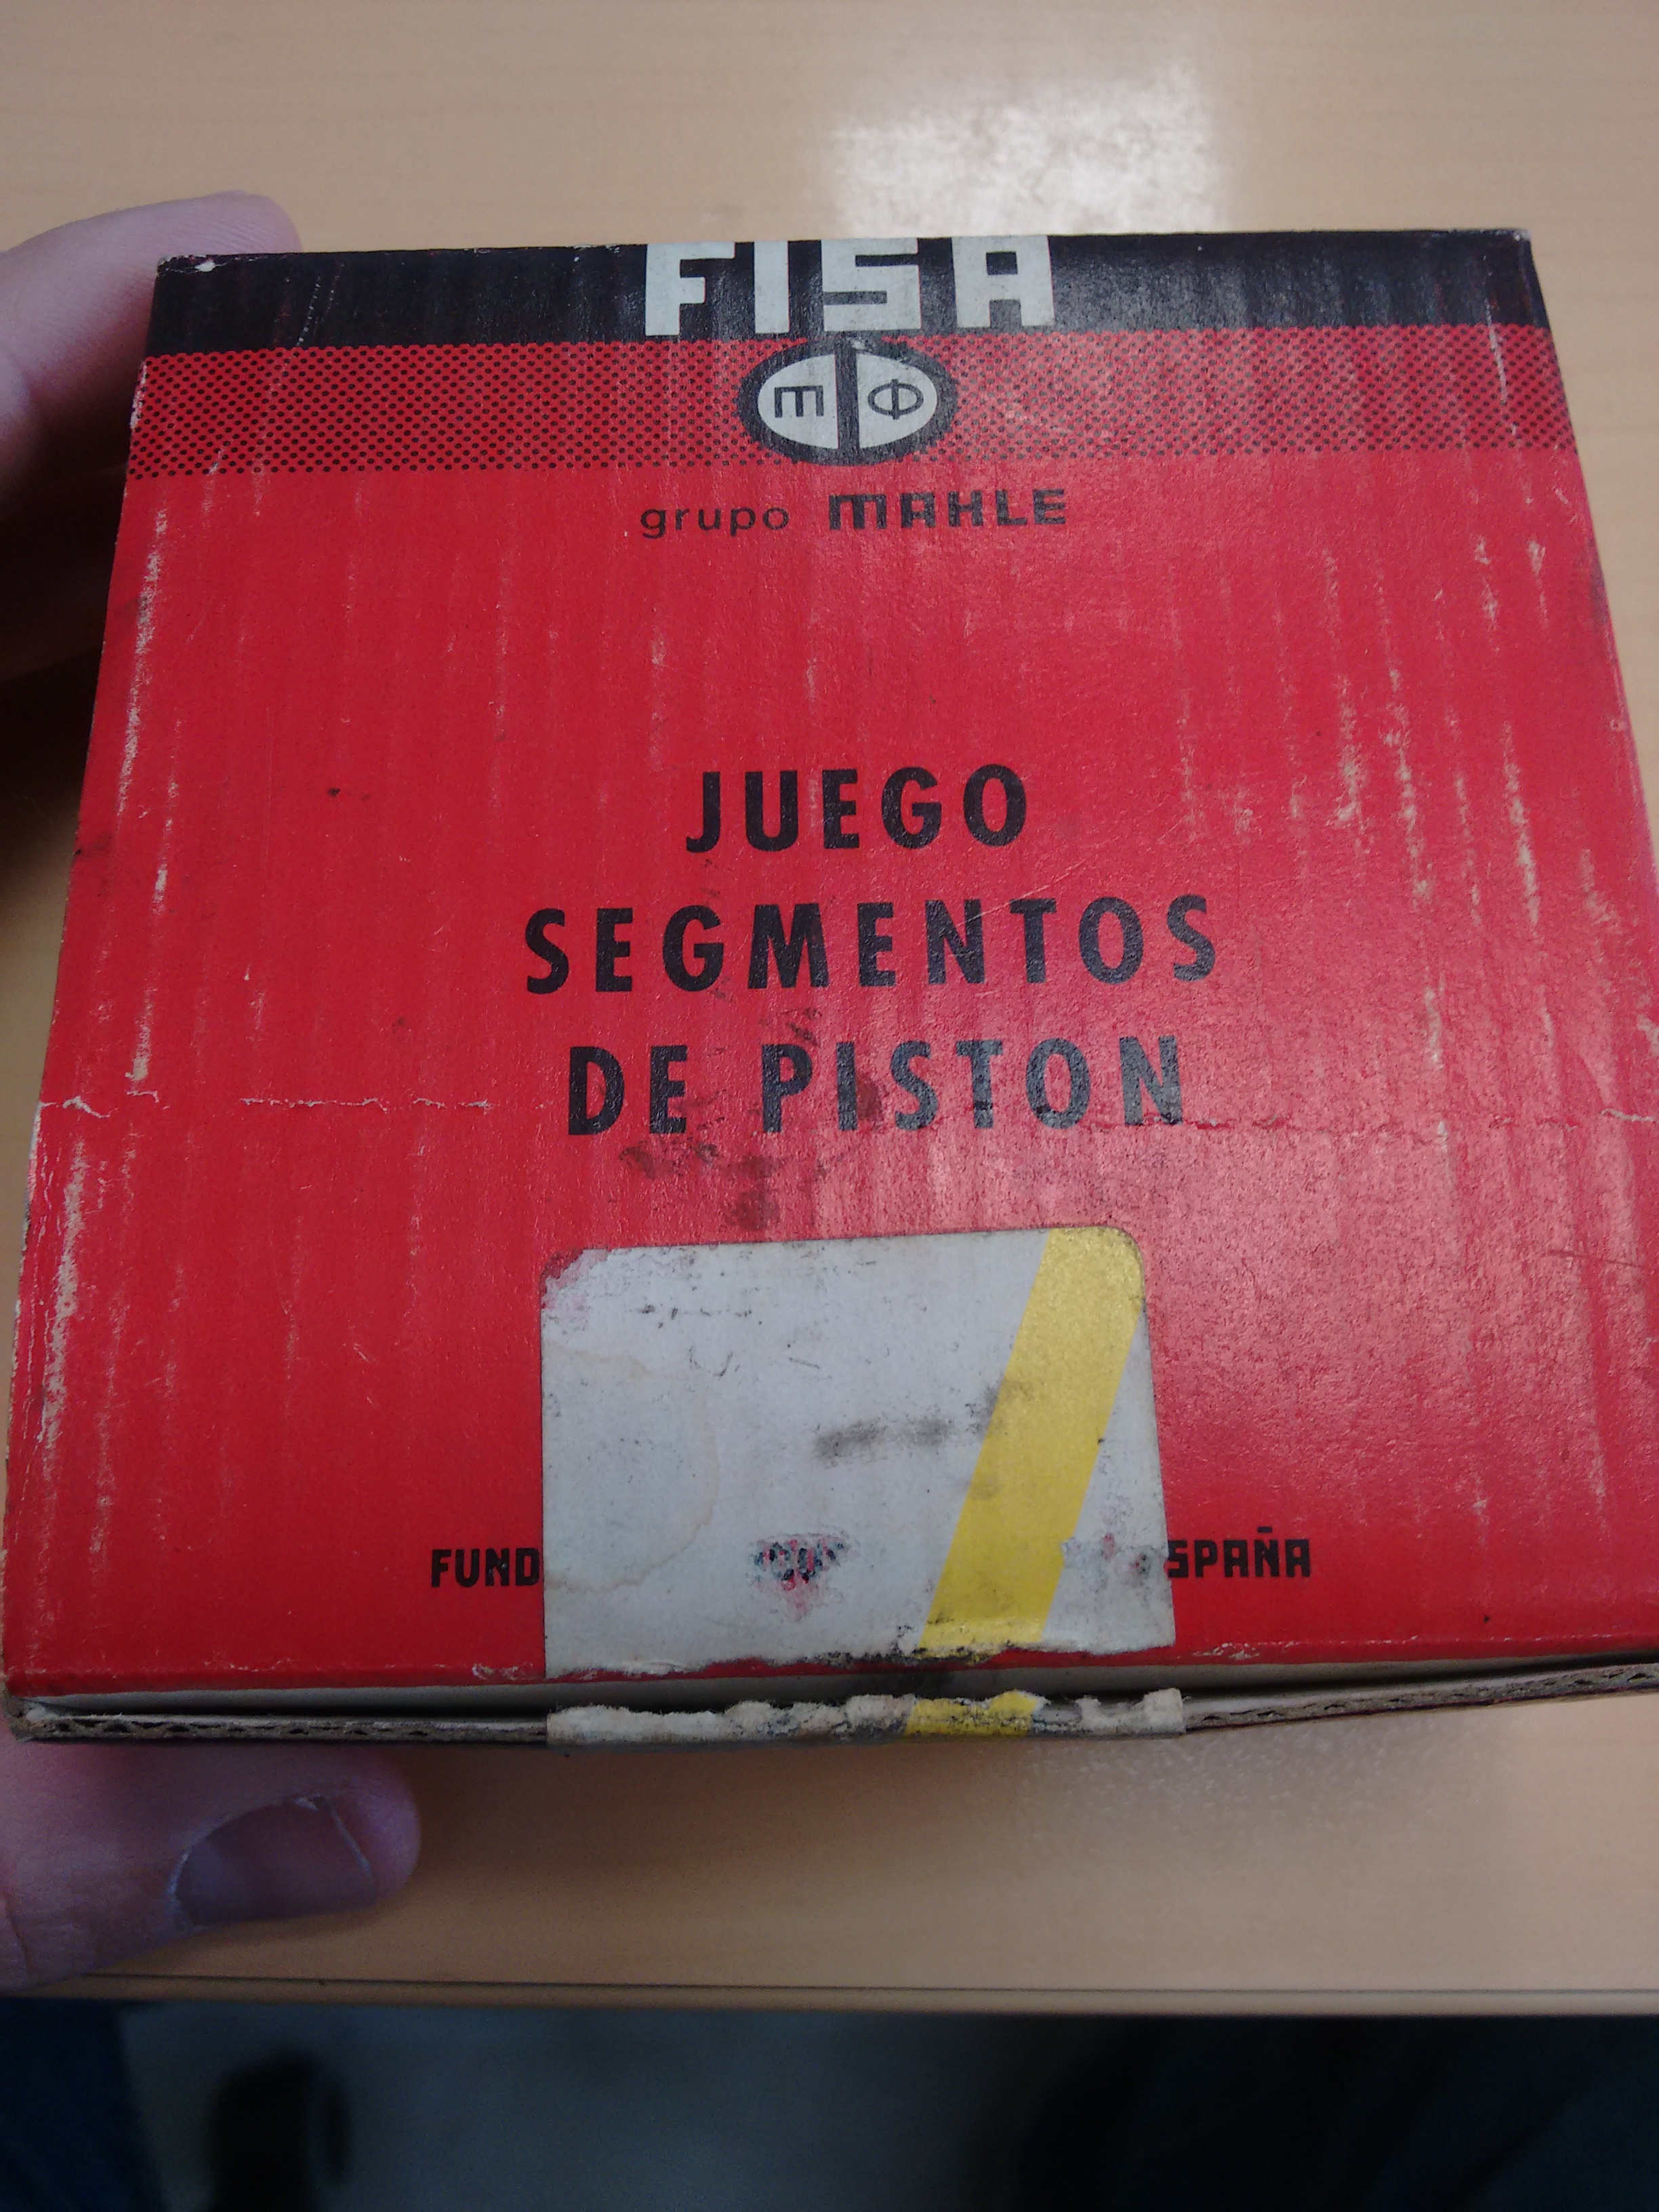 FISA
m Φ
grupo MAHLE
JUEGO
SEGMENTOS
DE PISTON
FUND SPAÑA